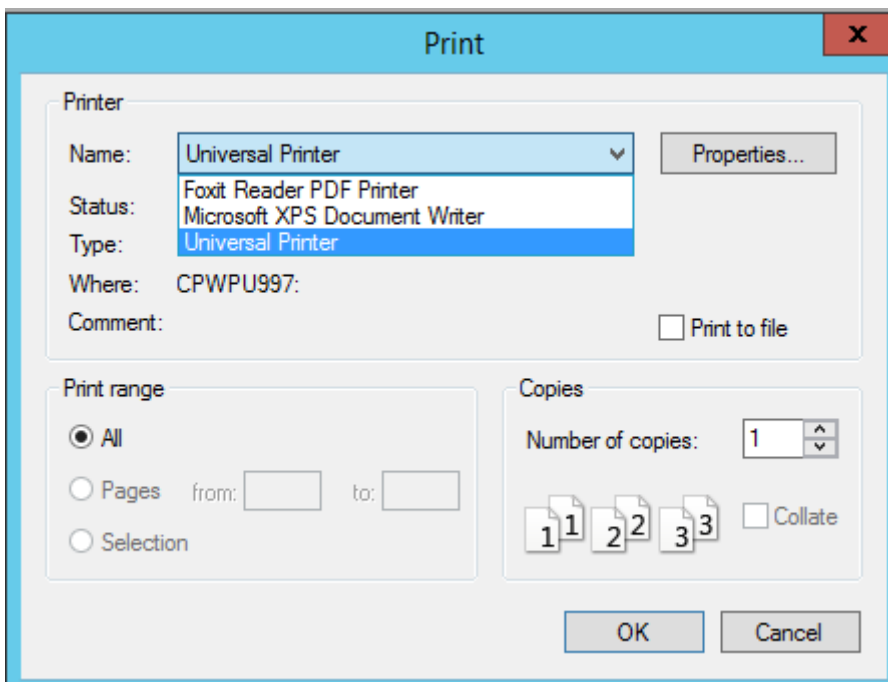 Print
x
Printer
Name: Universal Printer Properties...
Foxit Reader PDF Printer
Status:
Microsoft XPS Document Writer
Type: Universal Printer
Where: CPWPU997:
Comment:
Print to file
Print range
All
Pages from: to:
Selection
Copies
Number of copies: 1
1 1 2 2 3 3 Collate
OK Cancel